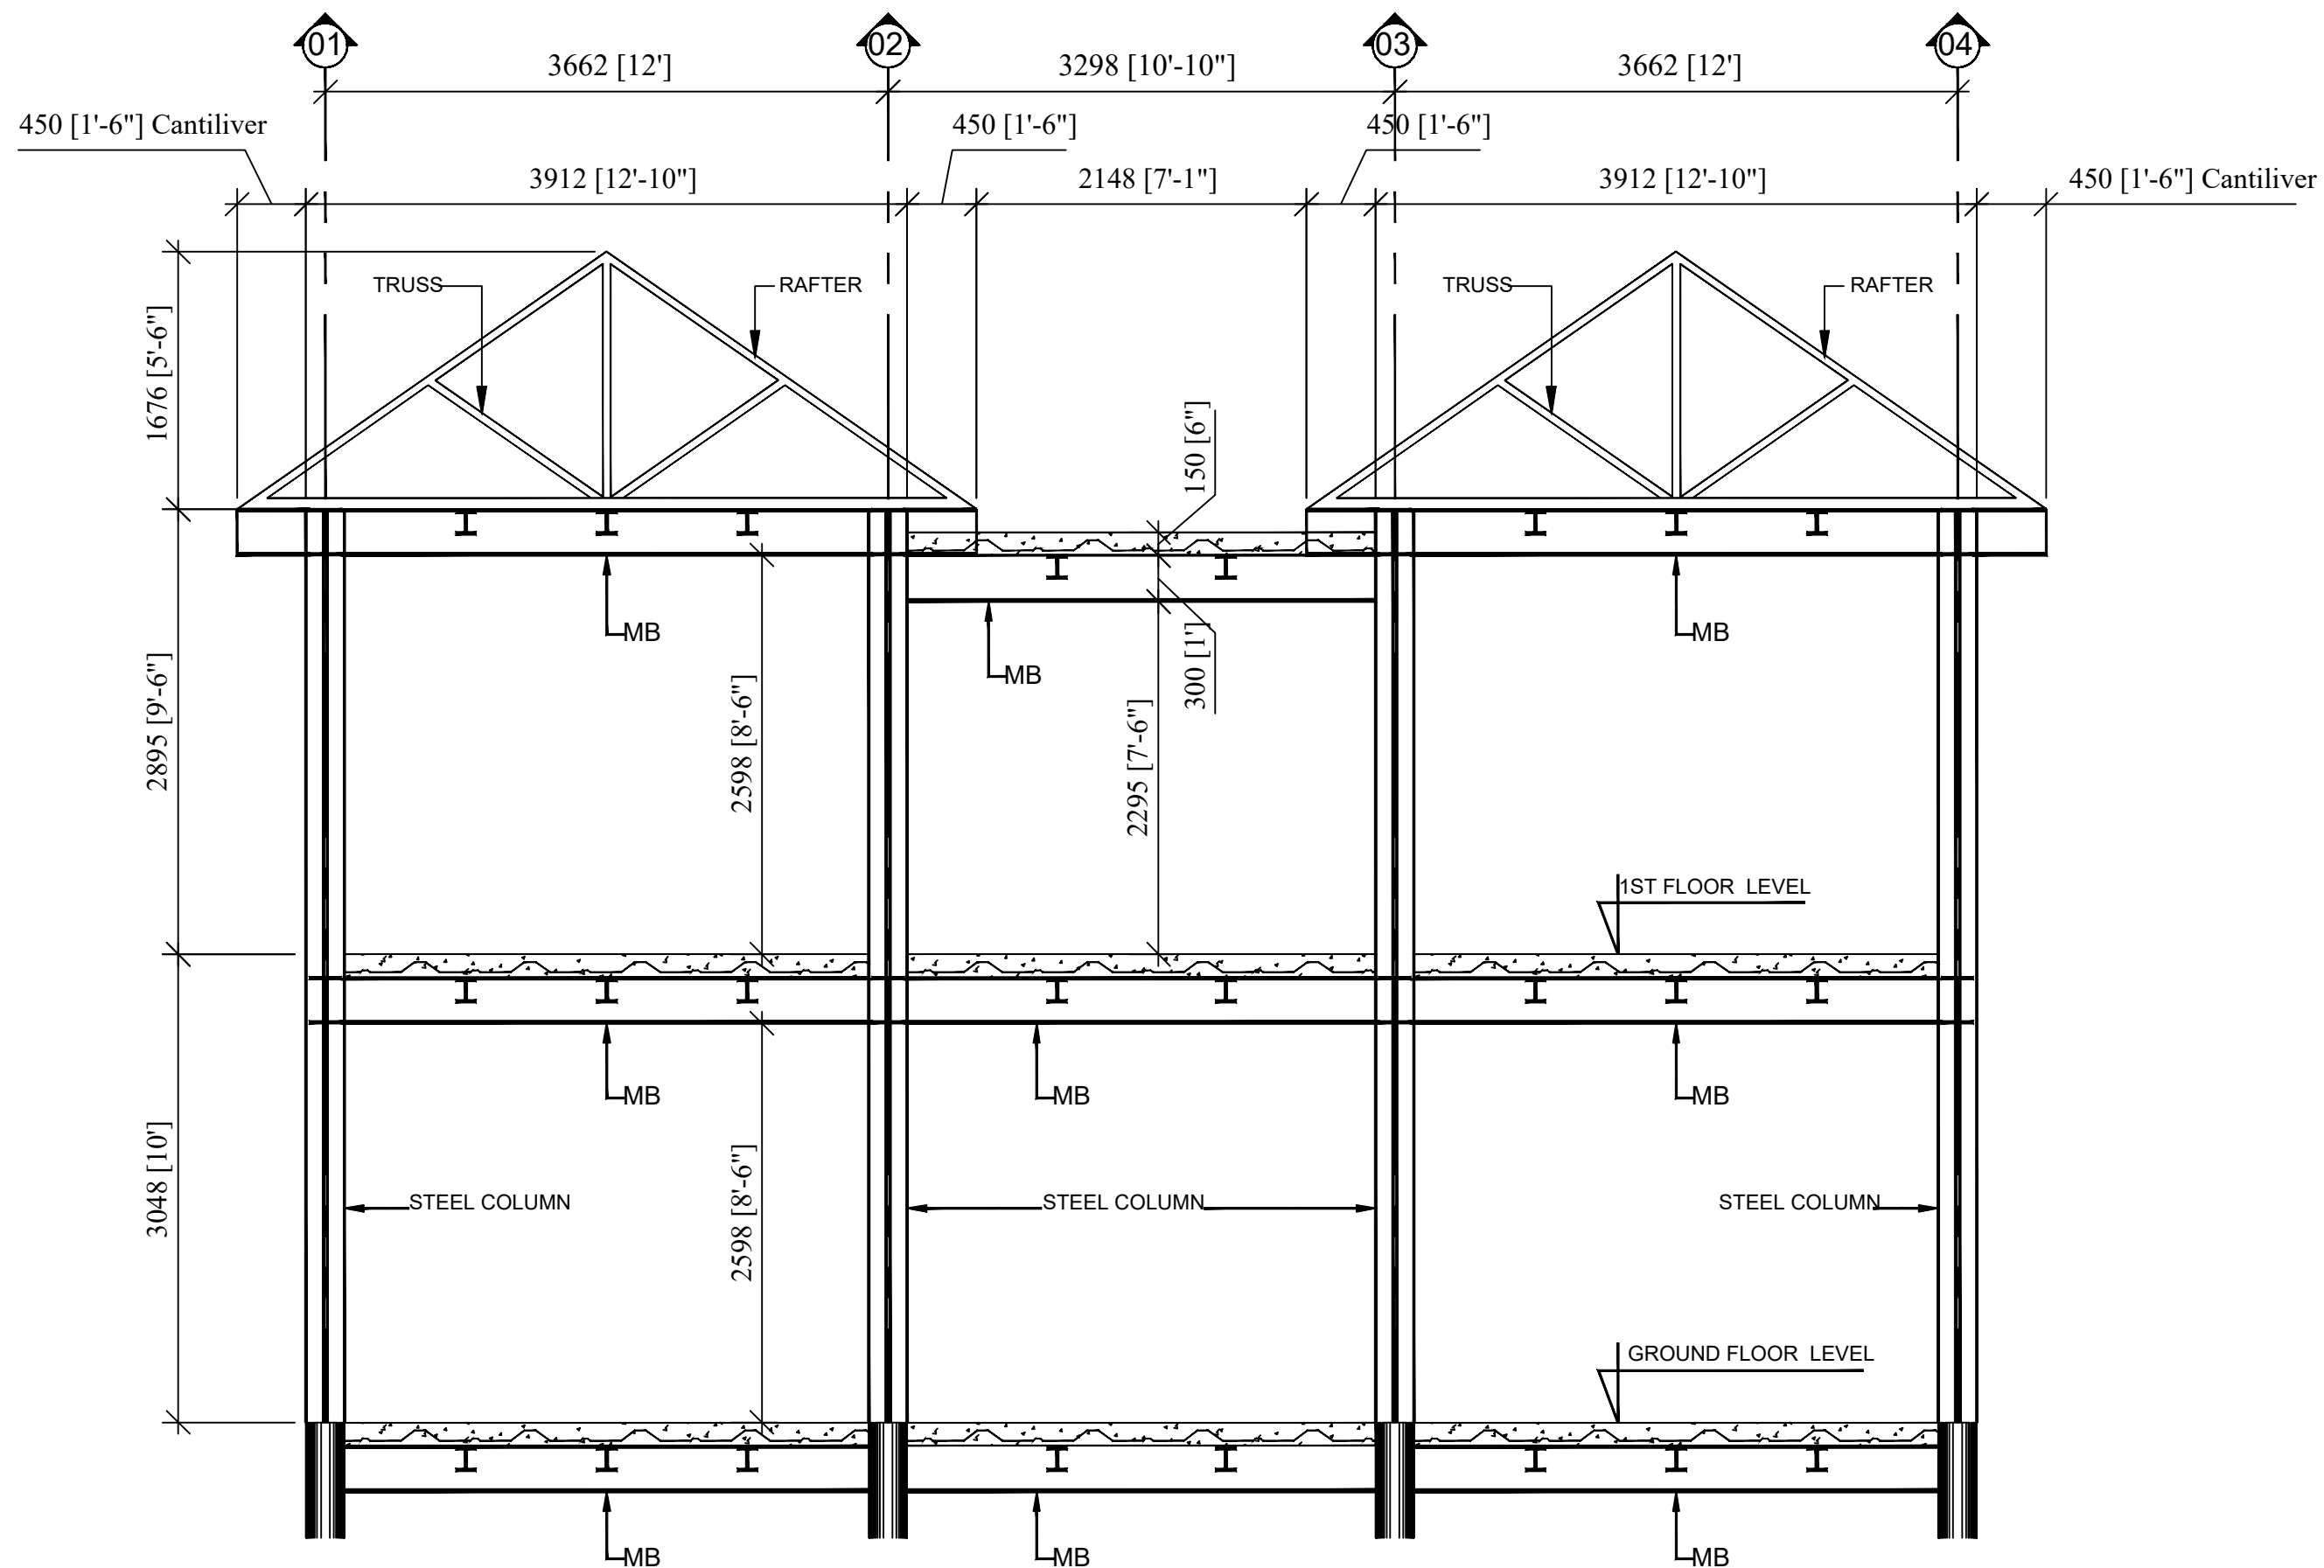 01
02
03
04
3662 [12']
3298 [10'-10"]
3662 [12']
450 [1'-6"] Cantiliver
450 [1'-6"]
450 [1'-6"]
3912 [12'-10"]
2148 [7'-1"]
3912 [12'-10"]
450 [1'-6"] Cantiliver
TRUSS
RAFTER
TRUSS
RAFTER
1676 [5'-6"]
150 [6"]
MB
MB
MB
300 [1']
2895 [9'-6"]
2598 [8'-6"]
2295 [7'-6"]
1ST FLOOR LEVEL
MB
MB
MB
3048 [10']
2598 [8'-6"]
STEEL COLUMN
STEEL COLUMN
STEEL COLUMN
GROUND FLOOR LEVEL
MB
MB
MB